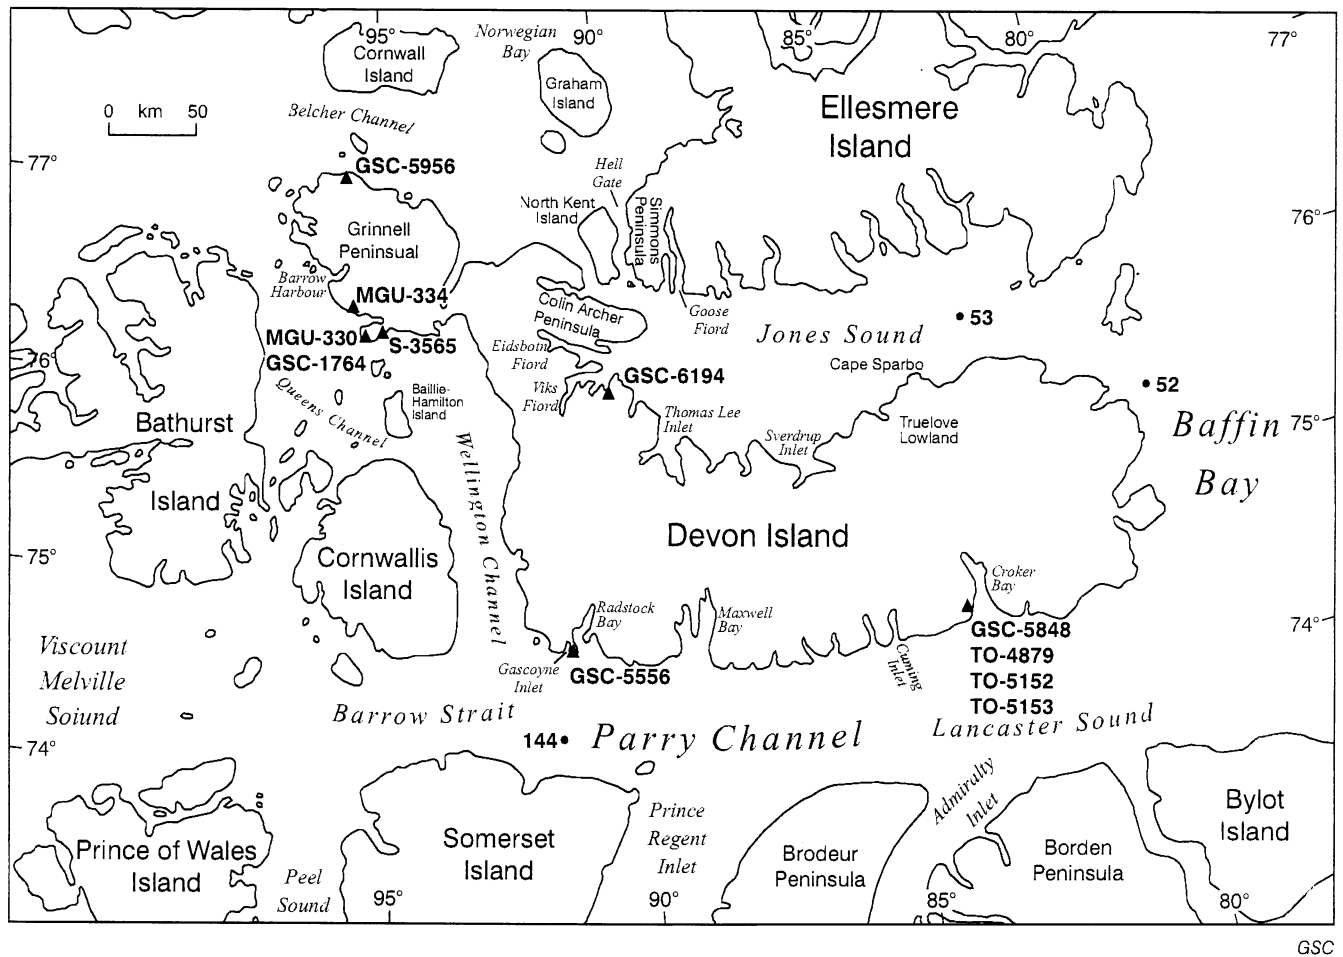 95°
90°
85°
80°
77°
Norwegian
Bay
Cornwall
Island
Graham
Island
Ellesmere
Island
0 km 50
Belcher Channel
77°
GSC-5956
Hell
Gate
North Kent
Island
Simmons
Peninsula
76°
Grinnell
Peninsual
Barrow
Harbour
MGU-334
Colin Archer
Peninsula
Goose
Fiord
Jones Sound
53
MGU-330
S-3565
GSC-1764
76°
Eidsbotn
Fiord
Cape Sparbo
GSC-6194
52
Queens Channel
Baillie-
Hamilton
Island
Viks
Fiord
Thomas Lee
Inlet
Sverdrup
Inlet
Truelove
Lowland
Baffin
Bay
75°
Bathurst
Island
Wellington Channel
Devon Island
75°
Cornwallis
Island
Croker
Bay
Radstock
Bay
Maxwell
Bay
74°
GSC-5848
TO-4879
TO-5152
TO-5153
Cuming
Inlet
Gascoyne
Inlet
GSC-5556
Viscount
Melville
Soiund
Barrow Strait
Lancaster Sound
74°
144
Parry Channel
Admiralty
Inlet
Prince
Regent
Inlet
Bylot
Island
Prince of Wales
Island
Somerset
Island
Brodeur
Peninsula
Borden
Peninsula
Peel
Sound
95°
90°
85°
80°
GSC